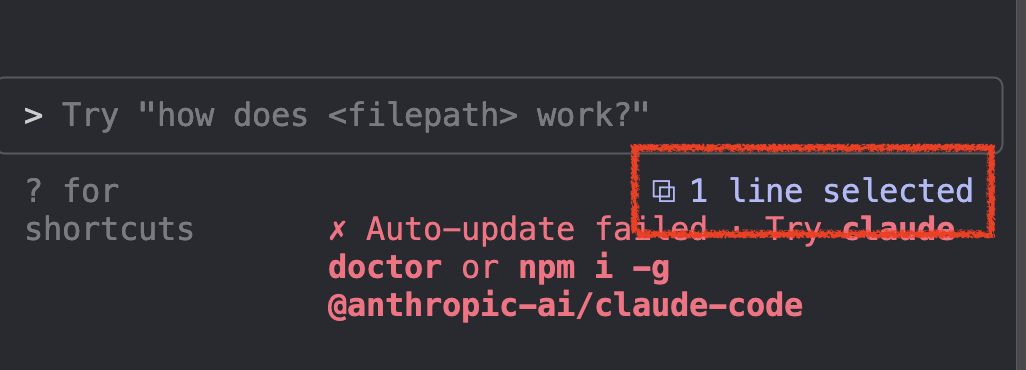 > Try "how does <filepath> work?"
? for shortcuts
⧉ 1 line selected
✗ Auto-update failed · Try claude
doctor or npm i -g
@anthropic-ai/claude-code